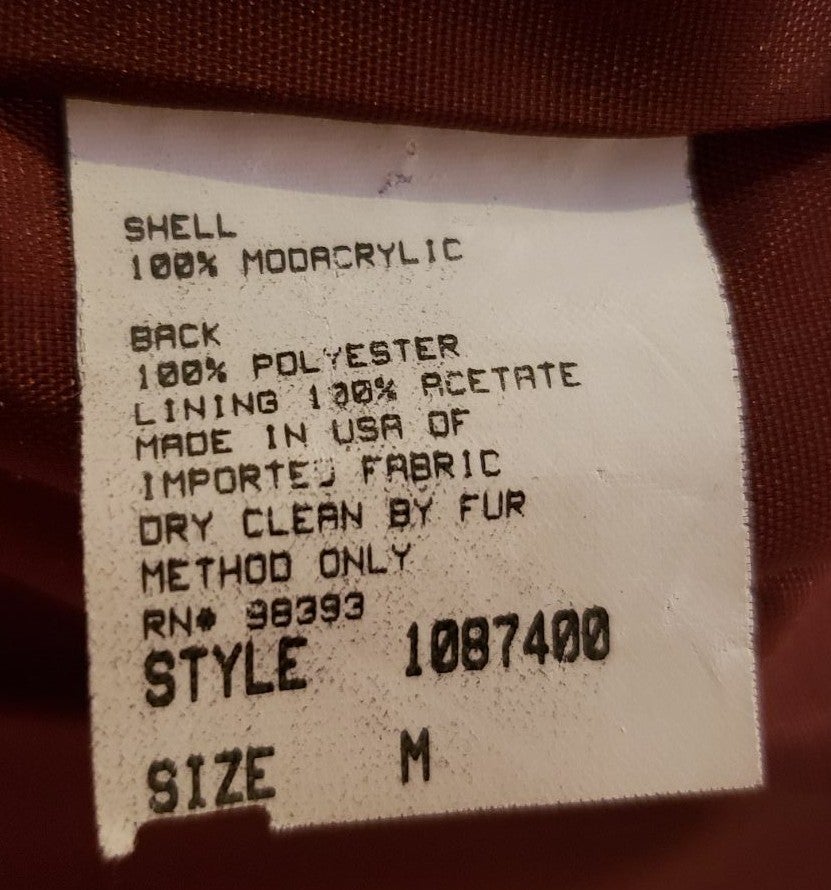 SHELL
100% MODACRYLIC
BACK
100% POLYESTER
LINING 100% ACETATE
MADE IN USA OF
IMPORTED FABRIC
DRY CLEAN BY FUR
METHOD ONLY
RN# 98393
STYLE 1087400
SIZE M